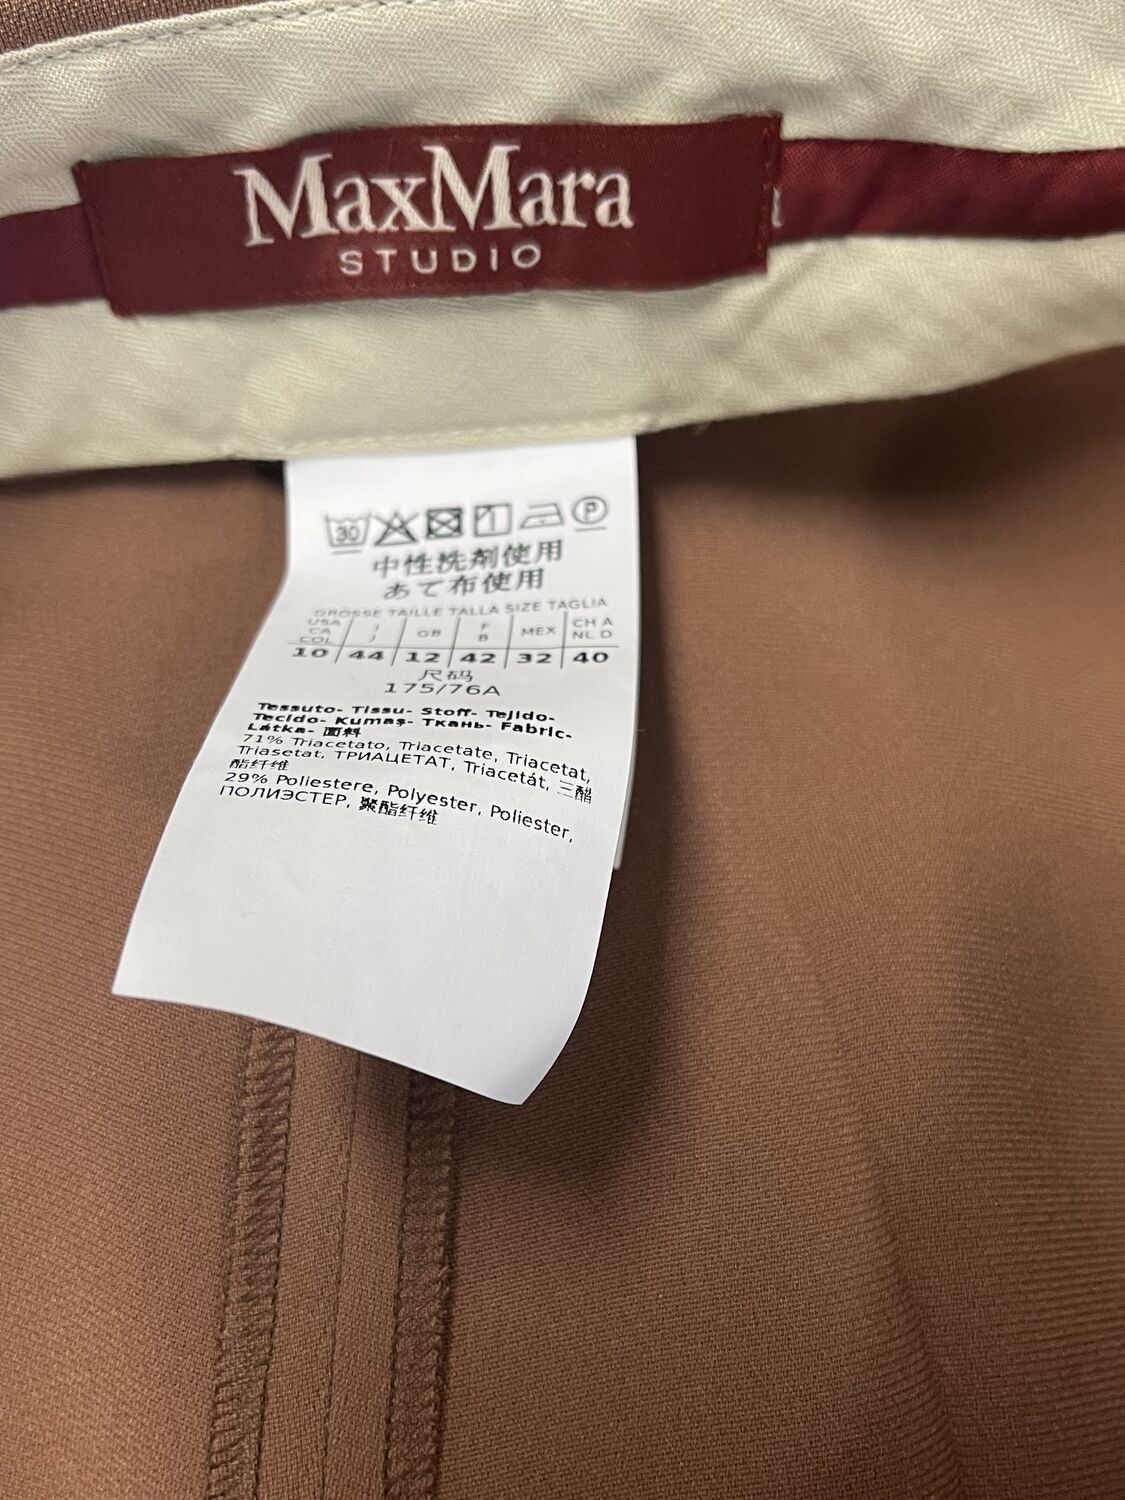 MaxMara
STUDIO
30 P
中性洗剤使用
あて布使用
GROSSE TAILLE TALLA SIZE TAGLIA
USA CA COL I J GB F B MEX CH A NL D
10 44 12 42 32 40
尺码
175/76A
Tessuto- Tissu- Stoff- Tejido-
Tecido- Kumaş- Ткань- Fabric-
Látka- 面料
71% Triacetato, Triacetate, Triacetat,
Triasetat, ТРИАЦЕТАТ, Triacetát, 三醋
酯纤维
29% Poliestere, Polyester, Poliester,
ПОЛИЭСТЕР, 聚酯纤维